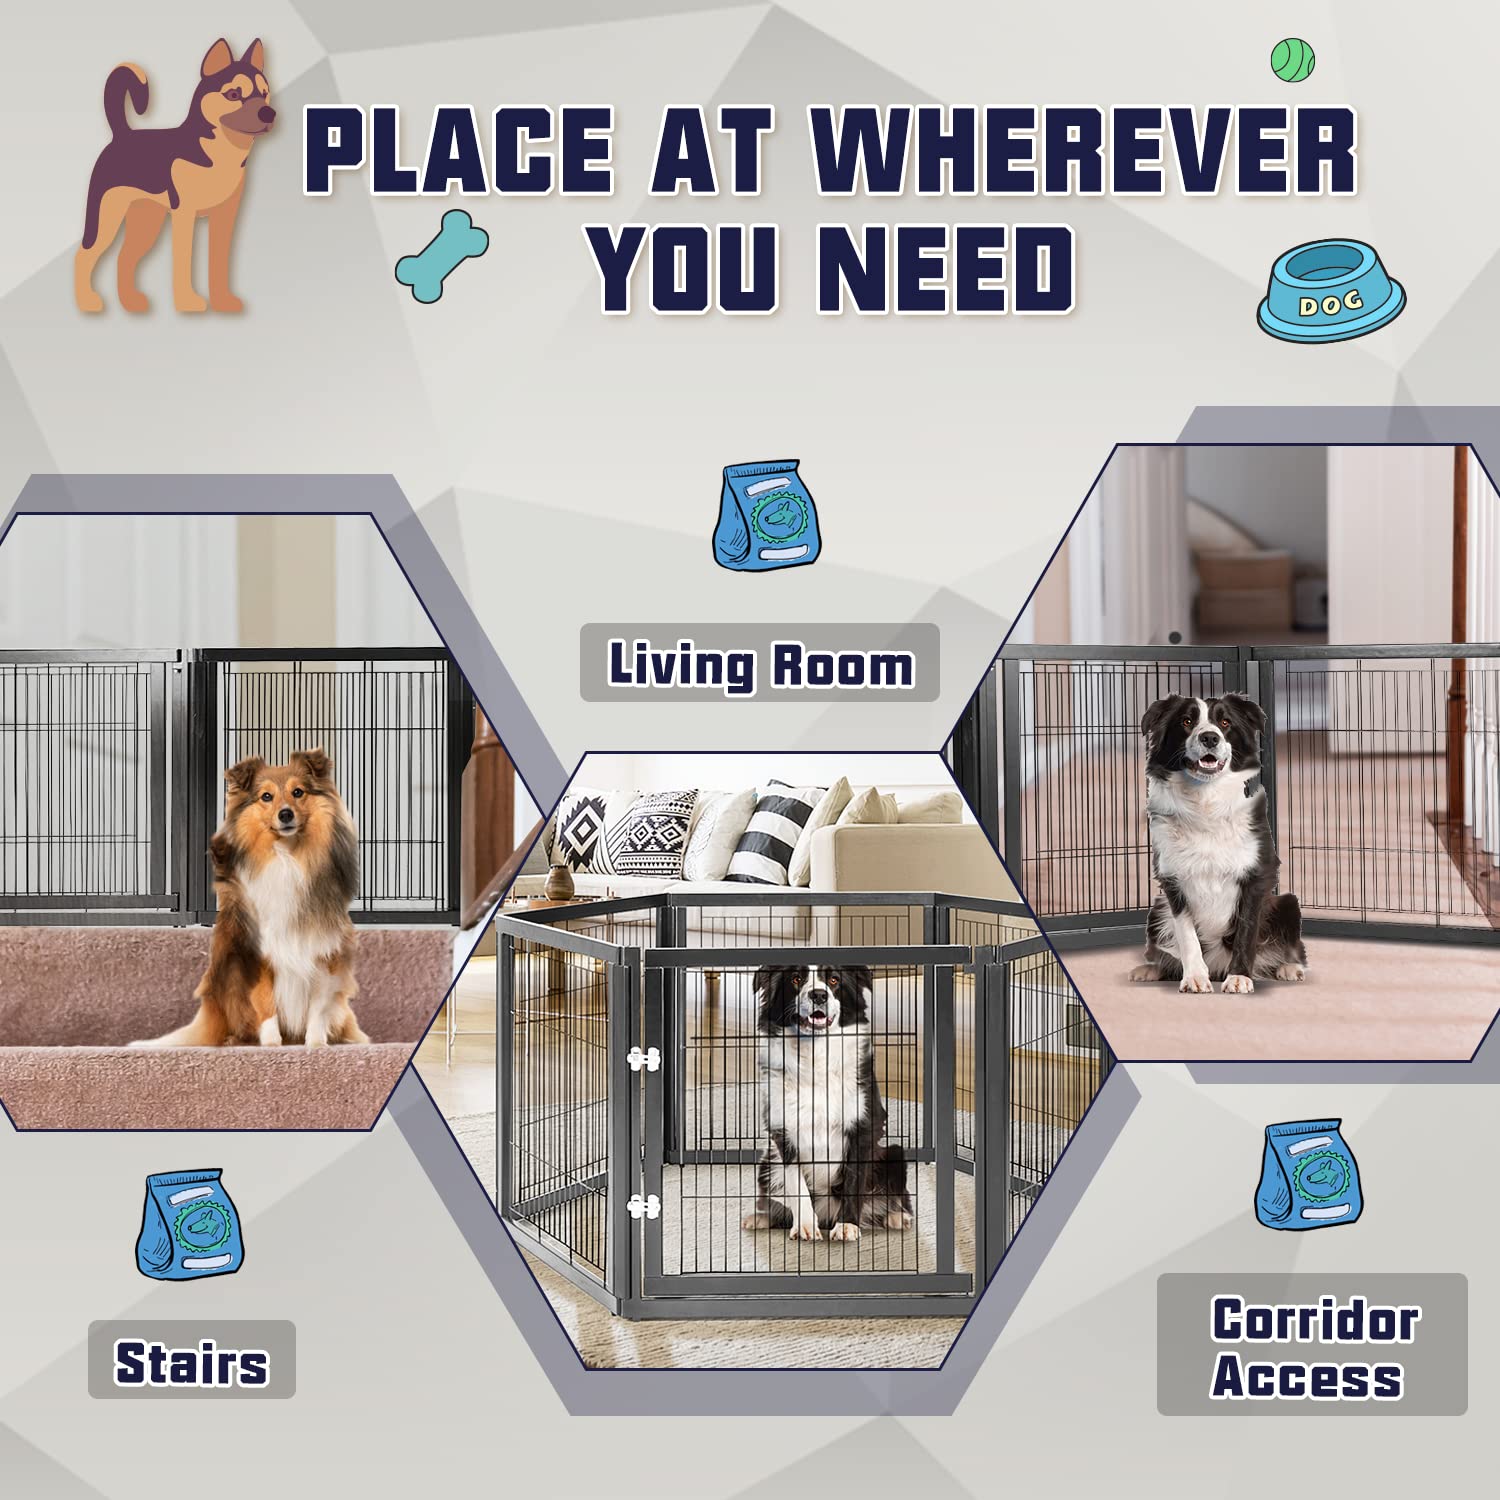 PLACE AT WHEREVER
YOU NEED
DOG
Living Room
Stairs
Corridor
Access